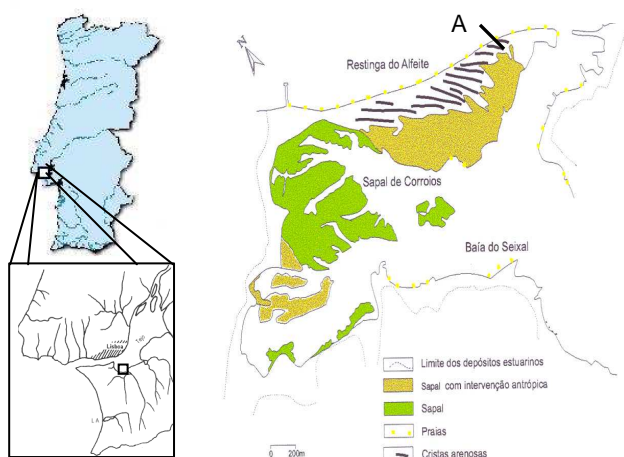 A
N
Restinga do Alfeite
Sapal de Corroios
Baía do Seixal
Lisboa
Tejo
L.A.
Limite dos depósitos estuarinos
Sapal com intervenção antrópica
Sapal
Praias
Cristas arenosas
0 200m